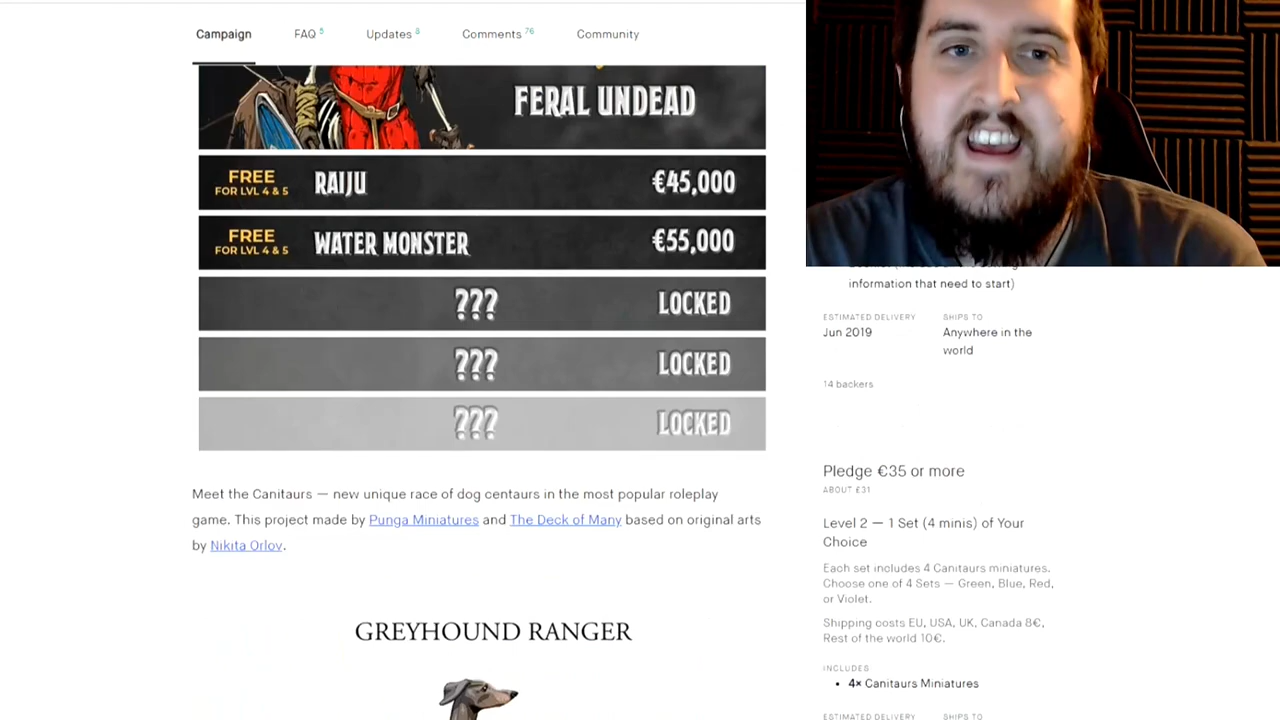 Campaign
FAQ 5
Updates 8
Comments 76
Community
FERAL UNDEAD
FREE
FOR LVL 4 & 5
RAIJU
€45,000
FREE
FOR LVL 4 & 5
WATER MONSTER
€55,000
???
LOCKED
???
LOCKED
???
LOCKED
Meet the Canitaurs — new unique race of dog centaurs in the most popular roleplay
game. This project made by Punga Miniatures and The Deck of Many based on original arts
by Nikita Orlov.
GREYHOUND RANGER
information that need to start)
ESTIMATED DELIVERY
Jun 2019
SHIPS TO
Anywhere in the
world
14 backers
Pledge €35 or more
ABOUT £31
Level 2 — 1 Set (4 minis) of Your
Choice
Each set includes 4 Canitaurs miniatures.
Choose one of 4 Sets — Green, Blue, Red,
or Violet.
Shipping costs EU, USA, UK, Canada 8€,
Rest of the world 10€.
INCLUDES
• 4× Canitaurs Miniatures
ESTIMATED DELIVERY
SHIPS TO